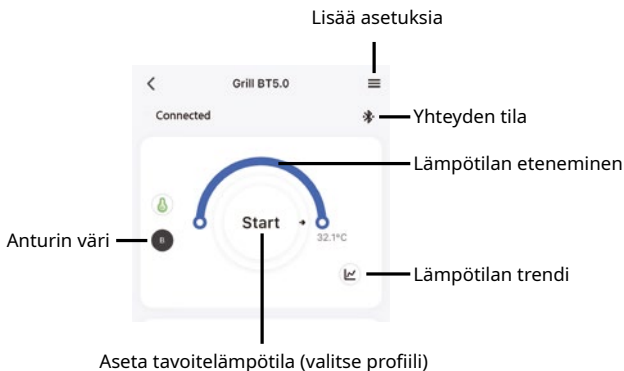 Lisää asetuksia
Grill BT5.0
Connected
Yhteyden tila
Lämpötilan eteneminen
Start
32.1°C
Anturin väri
Lämpötilan trendi
Aseta tavoitelämpötila (valitse profiili)